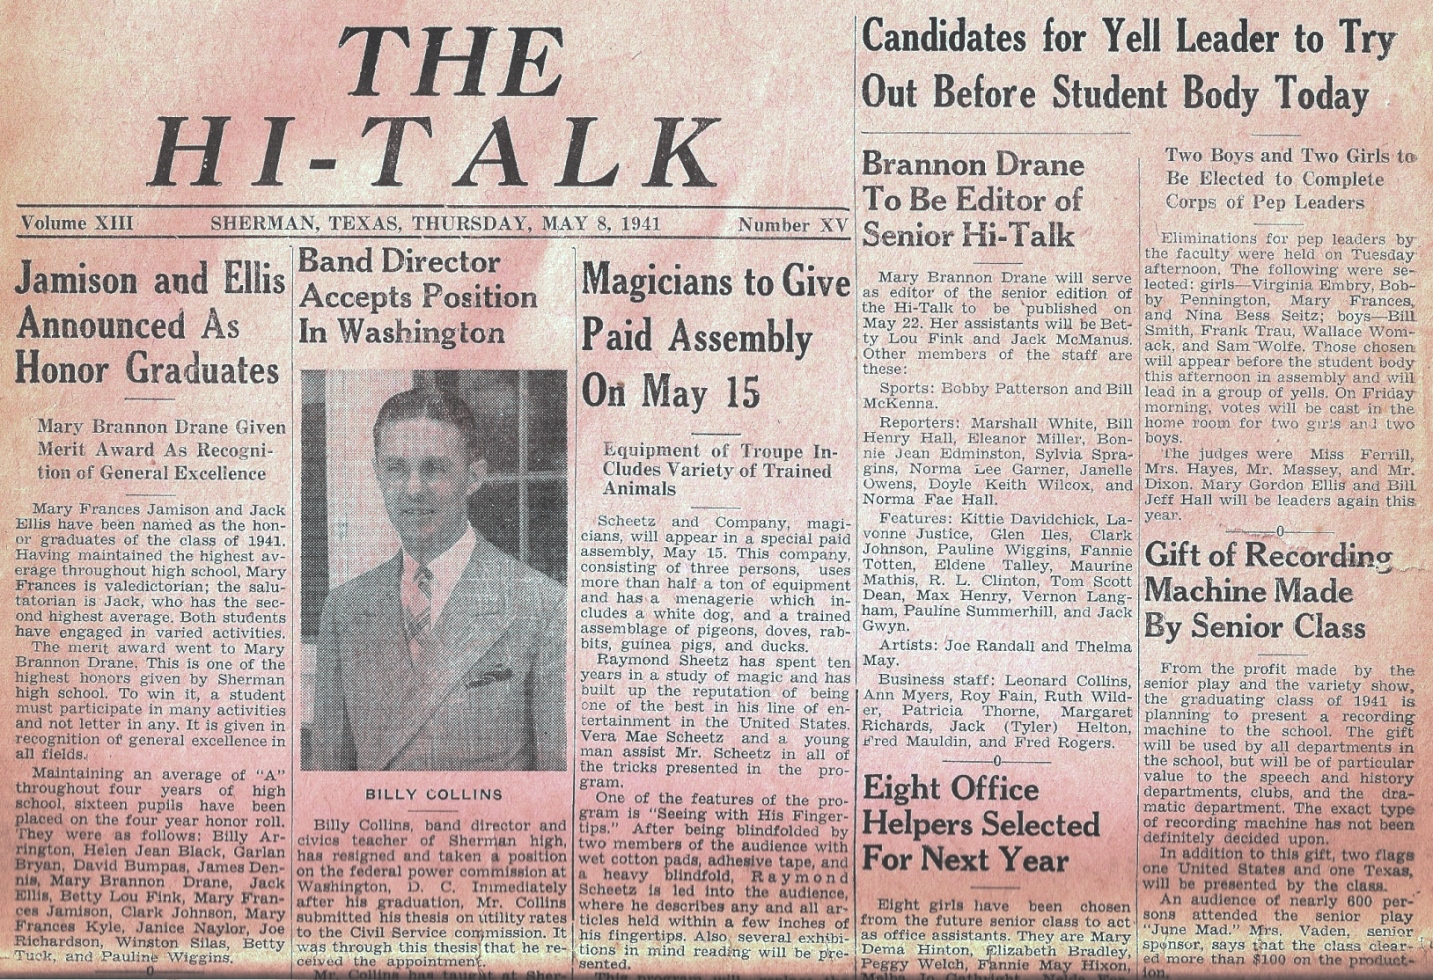 THE
HI-TALK
Volume XIII SHERMAN, TEXAS, THURSDAY, MAY 8, 1941 Number XV
Jamison and Ellis
Announced As
Honor Graduates
Mary Brannon Drane Given
Merit Award As Recogni-
tion of General Excellence
Mary Frances Jamison and Jack
Ellis have been named as the hon-
or graduates of the class of 1941.
Having maintained the highest av-
erage throughout high school, Mary
Frances is valedictorian; the salu-
tatorian is Jack, who has the sec-
ond highest average. Both students
have engaged in varied activities.
The merit award went to Mary
Brannon Drane. This is one of the
highest honors given by Sherman
high school. To win it, a student
must participate in many activities
and not letter in any. It is given in
recognition of general excellence in
all fields.
Maintaining an average of "A"
throughout four years of high
school, sixteen pupils have been
placed on the four year honor roll.
They were as follows: Billy Ar-
rington, Helen Jean Black, Garlan
Bryan, David Bumpas, James Den-
nis, Mary Brannon Drane, Jack
Ellis, Betty Lou Fink, Mary Fran-
ces Jamison, Clark Johnson, Mary
Frances Kyle, Janice Naylor, Joe
Richardson, Winston Silas, Betty
Tuck, and Pauline Wiggins.
0
Band Director
Accepts Position
In Washington
BILLY COLLINS
Billy Collins, band director and
civics teacher of Sherman high,
has resigned and taken a position
on the federal power commission at
Washington, D. C. Immediately
after his graduation, Mr. Collins
submitted his thesis on utility rates
to the Civil Service commission. It
was through this thesis that he re-
ceived the appointment.
Mr. Collins has taught at Sher-
Magicians to Give
Paid Assembly
On May 15
Equipment of Troupe In-
Cludes Variety of Trained
Animals
Scheetz and Company, magi-
cians, will appear in a special paid
assembly, May 15. This company,
consisting of three persons, uses
more than half a ton of equipment
and has a menagerie which in-
cludes a white dog, and a trained
assemblage of pigeons, doves, rab-
bits, guinea pigs, and ducks.
Raymond Sheetz has spent ten
years in a study of magic and has
built up the reputation of being
one of the best in his line of en-
tertainment in the United States.
Vera Mae Scheetz and a young
man assist Mr. Scheetz in all of
the tricks presented in the pro-
gram.
One of the features of the pro-
gram is "Seeing with His Finger-
tips." After being blindfolded by
two members of the audience with
wet cotton pads, adhesive tape, and
a heavy blindfold, Raymond
Scheetz is led into the audience,
where he describes any and all ar-
ticles held within a few inches of
his fingertips. Also, several exhibi-
tions in mind reading will be pre-
sented.
Candidates for Yell Leader to Try
Out Before Student Body Today
Brannon Drane
To Be Editor of
Senior Hi-Talk
Mary Brannon Drane will serve
as editor of the senior edition of
the Hi-Talk to be published on
May 22. Her assistants will be Bet-
ty Lou Fink and Jack McManus.
Other members of the staff are
these:
Sports: Bobby Patterson and Bill
McKenna.
Reporters: Marshall White, Bill
Henry Hall, Eleanor Miller, Bon-
nie Jean Edminston, Sylvia Spra-
gins, Norma Lee Garner, Janelle
Owens, Doyle Keith Wilcox, and
Norma Fae Hall.
Features: Kittie Davidchick, La-
vonne Justice, Glen Iles, Clark
Johnson, Pauline Wiggins, Fannie
Totten, Eldene Talley, Maurine
Mathis, R. L. Clinton, Tom Scott
Dean, Max Henry, Vernon Lang-
ham, Pauline Summerhill, and Jack
Gwyn.
Artists: Joe Randall and Thelma
May.
Business staff: Leonard Collins,
Ann Myers, Roy Fain, Ruth Wild-
er, Patricia Thorne, Margaret
Richards, Jack (Tyler) Helton,
Fred Mauldin, and Fred Rogers.
0
Eight Office
Helpers Selected
For Next Year
Eight girls have been chosen
from the future senior class to act
as office assistants. They are Mary
Dema Hinton, Elizabeth Bradley,
Peggy Welch, Fannie May Hixon,
Two Boys and Two Girls to
Be Elected to Complete
Corps of Pep Leaders
Eliminations for pep leaders by
the faculty were held on Tuesday
afternoon, The following were se-
lected: girls—Virginia Embry, Bob-
by Pennington, Mary Frances,
and Nina Bess Seitz; boys—Bill
Smith, Frank Trau, Wallace Wom-
ack, and Sam Wolfe. Those chosen
will appear before the student body
this afternoon in assembly and will
lead in a group of yells. On Friday
morning, votes will be cast in the
home room for two girls and two
boys.
The judges were Miss Ferrill,
Mrs. Hayes, Mr. Massey, and Mr.
Dixon. Mary Gordon Ellis and Bill
Jeff Hall will be leaders again this
year.
0
Gift of Recording
Machine Made
By Senior Class
From the profit made by the
senior play and the variety show,
the graduating class of 1941 is
planning to present a recording
machine to the school. The gift
will be used by all departments in
the school, but will be of particular
value to the speech and history
departments, clubs, and the dra-
matic department. The exact type
of recording machine has not been
definitely decided upon.
In addition to this gift, two flags
one United States and one Texas,
will be presented by the class.
An audience of nearly 600 per-
sons attended the senior play
"June Mad." Mrs. Vaden, senior
sponsor, says that the class clear-
ed more than $100 on the product-
ion.